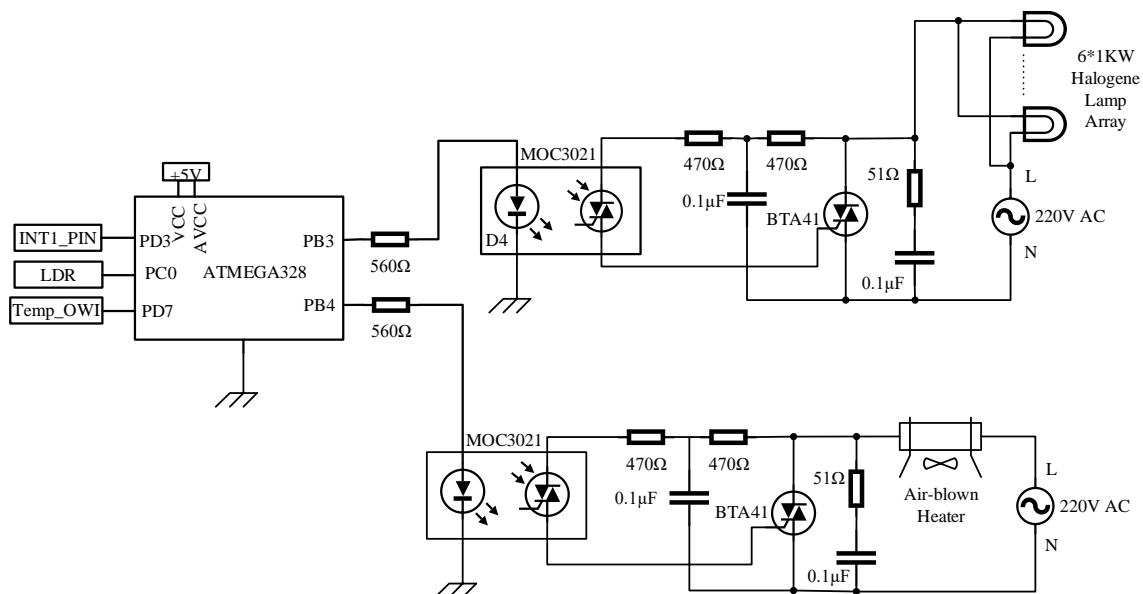 6*1KW
Halogene
Lamp
Array
MOC3021
470Ω
470Ω
51Ω
L
0.1μF
BTA41
220V AC
+5V
VCC
AVCC
INT1_PIN
PD3
PB3
D4
N
LDR
PC0
ATMEGA328
560Ω
0.1μF
Temp_OWI
PD7
PB4
560Ω
MOC3021
470Ω
470Ω
51Ω
L
0.1μF
BTA41
Air-blown
Heater
220V AC
N
0.1μF